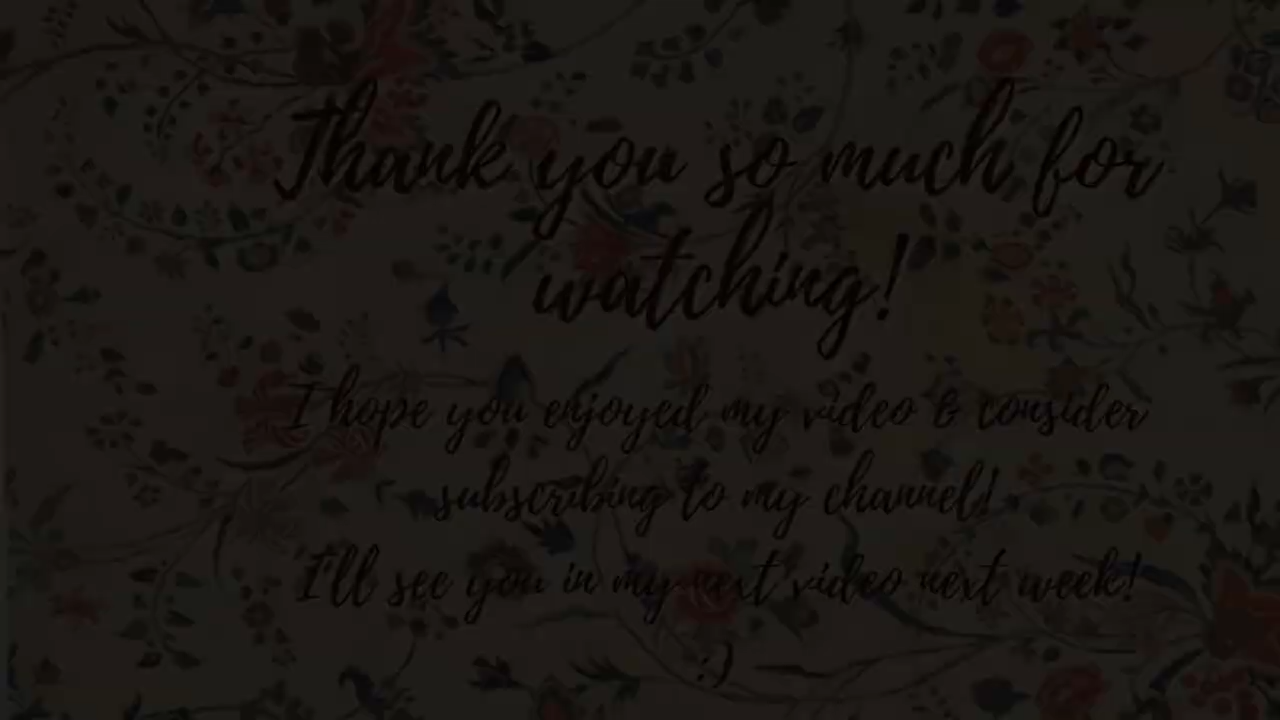 Thank you so much for
watching!
I hope you enjoyed my video & consider
subscribing to my channel!
I'll see you in my next video next week!
:)